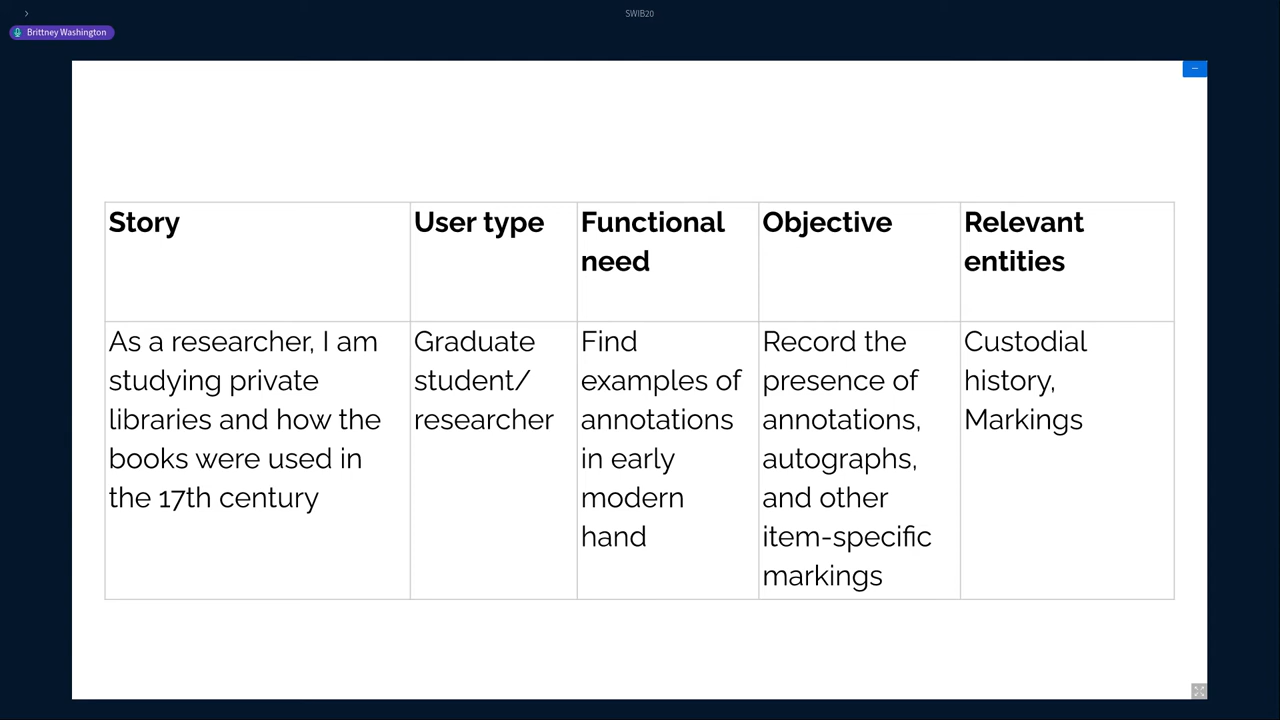 SWIB20
Brittney Washington
Story
User type
Functional
need
Objective
Relevant
entities
As a researcher, I am
studying private
libraries and how the
books were used in
the 17th century
Graduate
student/
researcher
Find
examples of
annotations
in early
modern
hand
Record the
presence of
annotations,
autographs,
and other
item-specific
markings
Custodial
history,
Markings